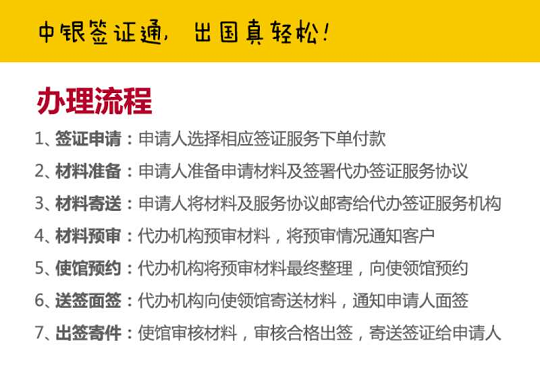 中银签证通，出国真轻松！
办理流程
1、签证申请：申请人选择相应签证服务下单付款
2、材料准备：申请人准备申请材料及签署代办签证服务协议
3、材料寄送：申请人将材料及服务协议邮寄给代办签证服务机构
4、材料预审：代办机构预审材料，将预审情况通知客户
5、使馆预约：代办机构将预审材料最终整理，向使领馆预约
6、送签面签：代办机构向使领馆寄送材料，通知申请人面签
7、出签寄件：使馆审核材料，审核合格出签，寄送签证给申请人